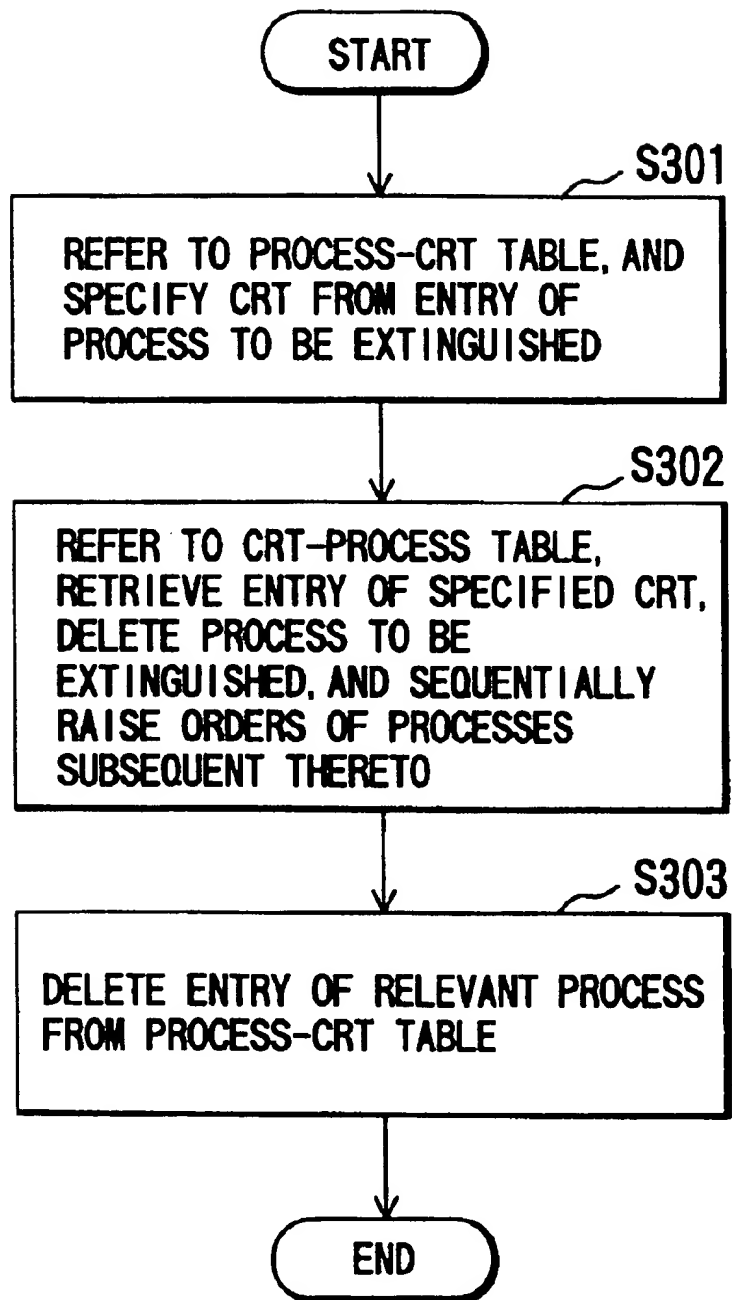 START
S301
REFER TO PROCESS-CRT TABLE, AND
SPECIFY CRT FROM ENTRY OF
PROCESS TO BE EXTINGUISHED
S302
REFER TO CRT-PROCESS TABLE,
RETRIEVE ENTRY OF SPECIFIED CRT,
DELETE PROCESS TO BE
EXTINGUISHED, AND SEQUENTIALLY
RAISE ORDERS OF PROCESSES
SUBSEQUENT THERETO
S303
DELETE ENTRY OF RELEVANT PROCESS
FROM PROCESS-CRT TABLE
END